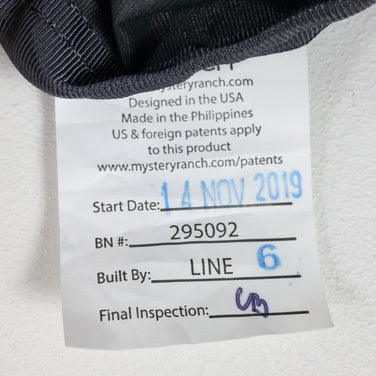 mysteryranch.com
Designed in the USA
Made in the Philippines
US & foreign patents apply
to this product
www.mysteryranch.com/patents
Start Date: 14 NOV 2019
BN #: 295092
Built By: LINE 6
Final Inspection: